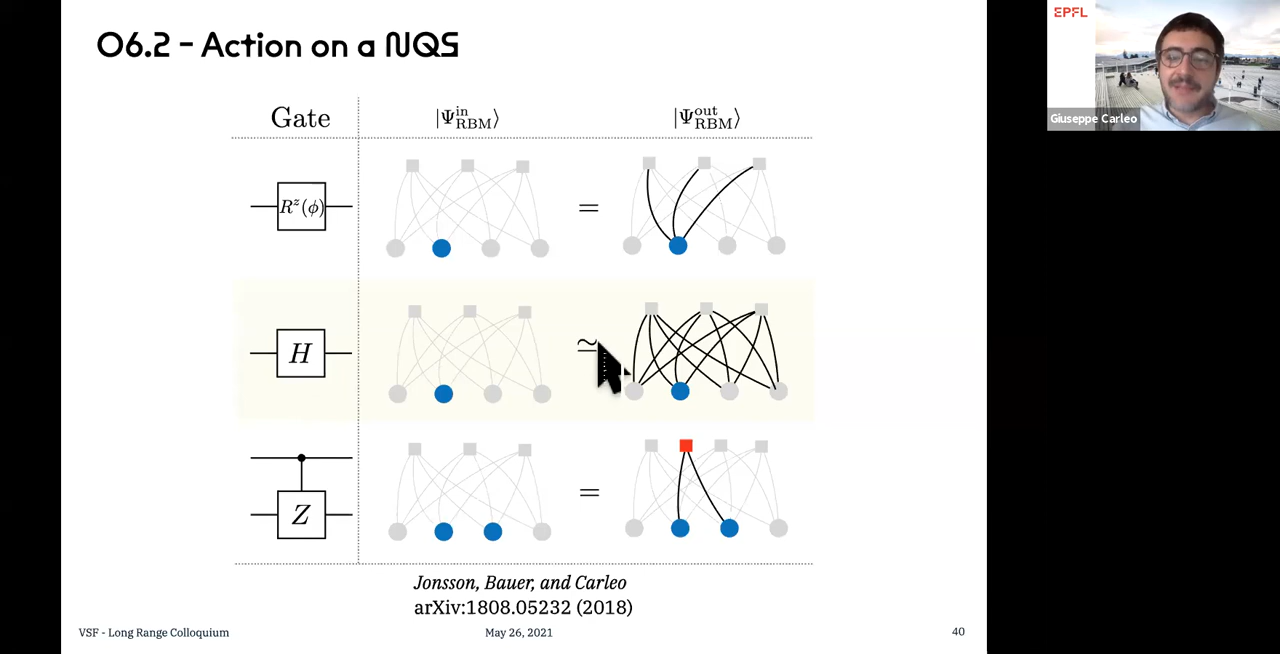 O6.2 - Action on a NQS
EPFL
Giuseppe Carleo
Gate |Ψ^in_RBM⟩ |Ψ^out_RBM⟩
R^z(ϕ) =
H ≃
Z =
Jonsson, Bauer, and Carleo
arXiv:1808.05232 (2018)
VSF - Long Range Colloquium May 26, 2021 40